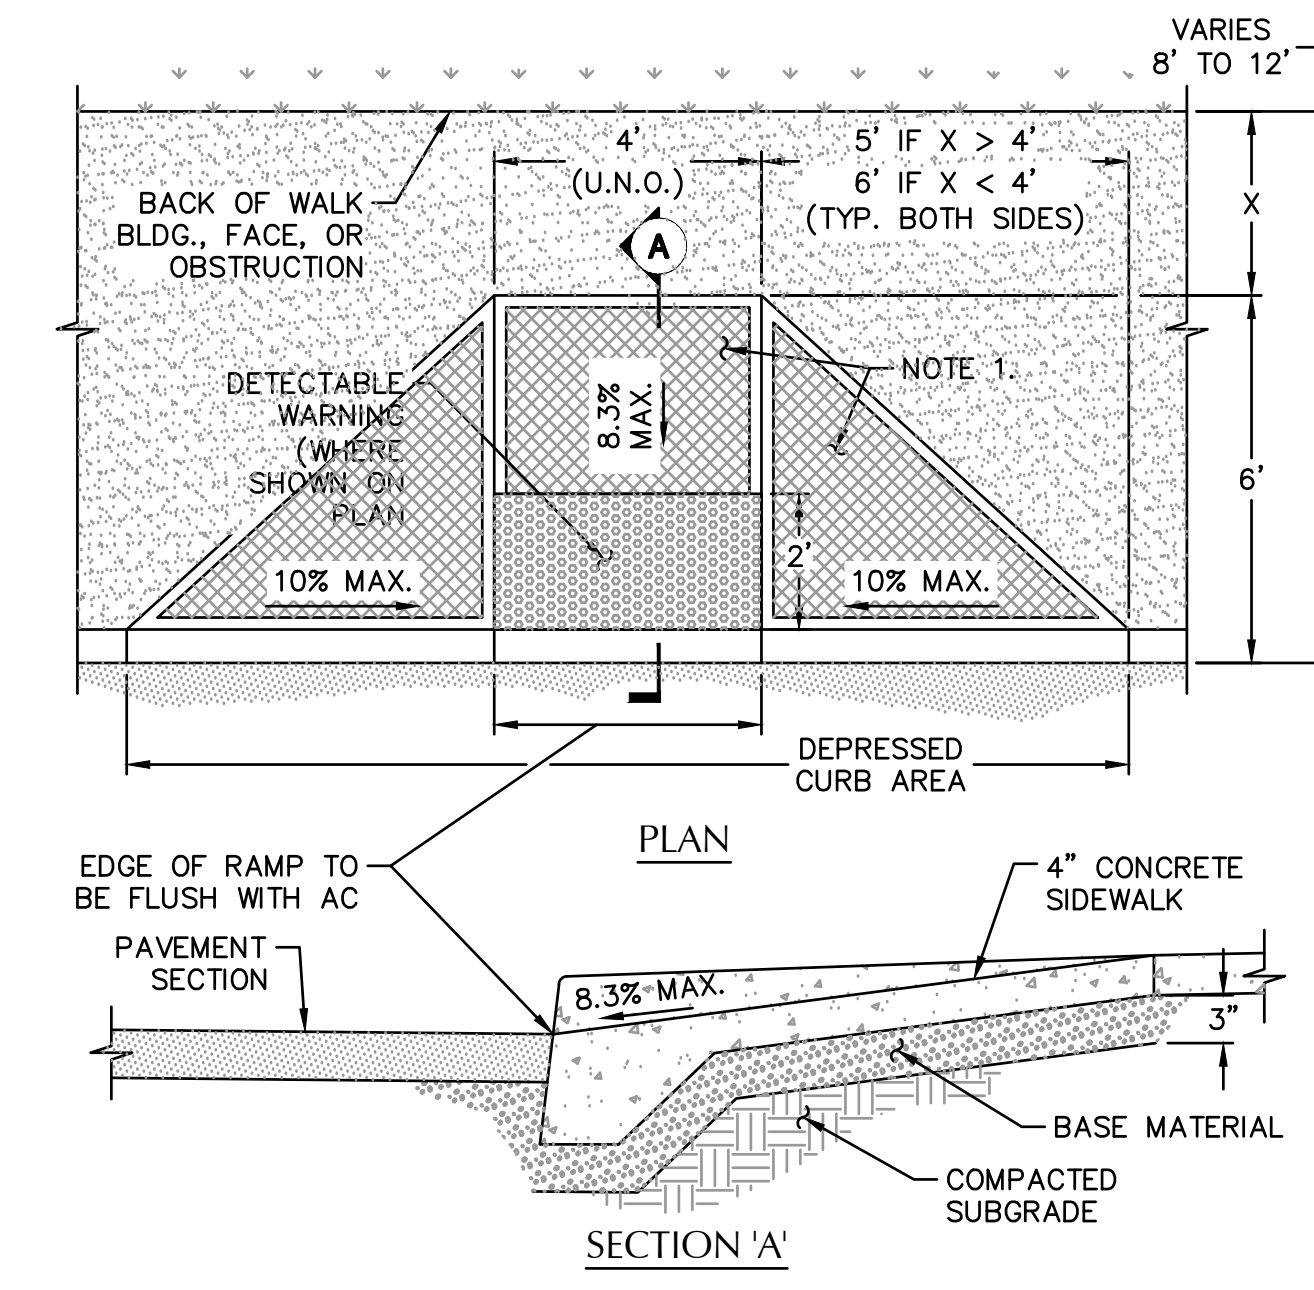 VARIES
8' TO 12'
4'
(U.N.O.)
5' IF X > 4'
6' IF X < 4'
(TYP. BOTH SIDES)
BACK OF WALK
BLDG., FACE, OR
OBSTRUCTION
A
X
DETECTABLE
WARNING
(WHERE
SHOWN ON
PLAN
8.3%
MAX.
NOTE 1.
6'
2'
10% MAX.
10% MAX.
DEPRESSED
CURB AREA
PLAN
EDGE OF RAMP TO
BE FLUSH WITH AC
4" CONCRETE
SIDEWALK
PAVEMENT
SECTION
8.3% MAX.
3"
BASE MATERIAL
COMPACTED
SUBGRADE
SECTION 'A'